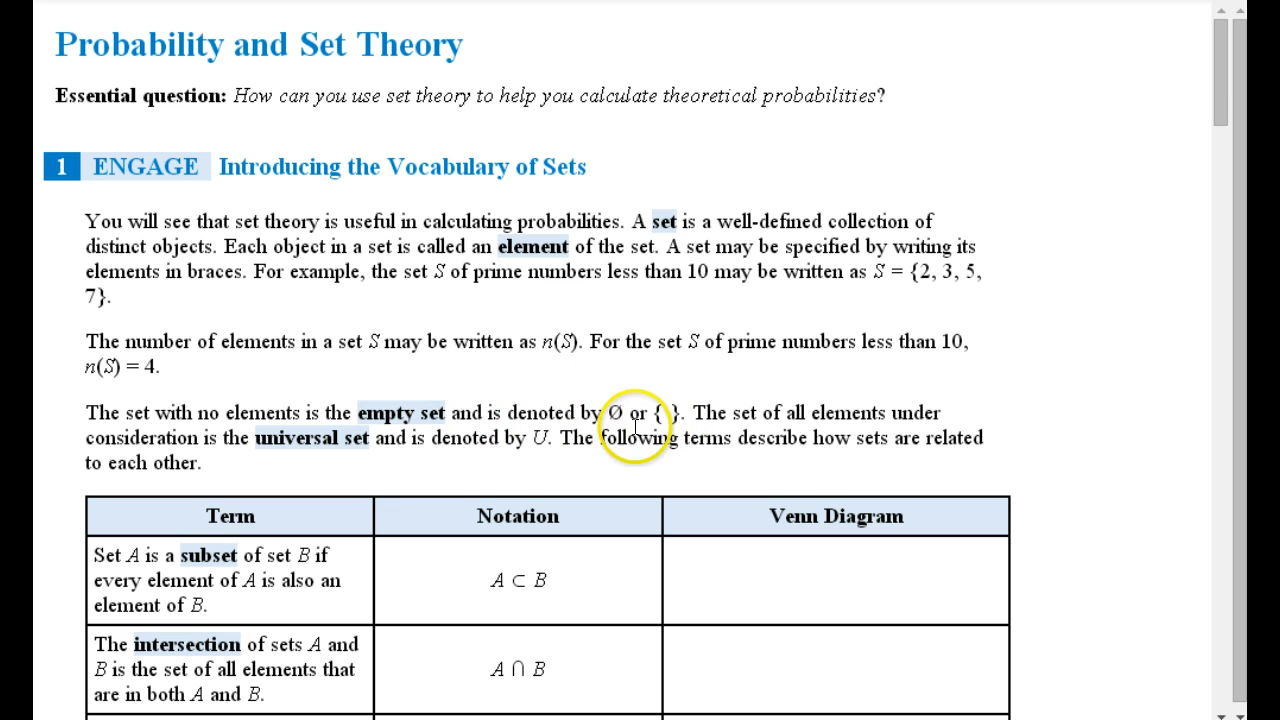 Probability and Set Theory
Essential question: How can you use set theory to help you calculate theoretical probabilities?
1 ENGAGE Introducing the Vocabulary of Sets
You will see that set theory is useful in calculating probabilities. A set is a well-defined collection of
distinct objects. Each object in a set is called an element of the set. A set may be specified by writing its
elements in braces. For example, the set S of prime numbers less than 10 may be written as S = {2, 3, 5,
7}.
The number of elements in a set S may be written as n(S). For the set S of prime numbers less than 10,
n(S) = 4.
The set with no elements is the empty set and is denoted by Ø or { }. The set of all elements under
consideration is the universal set and is denoted by U. The following terms describe how sets are related
to each other.
Term Notation Venn Diagram
Set A is a subset of set B if
every element of A is also an
element of B.
A ⊂ B
The intersection of sets A and
B is the set of all elements that
are in both A and B.
A ∩ B